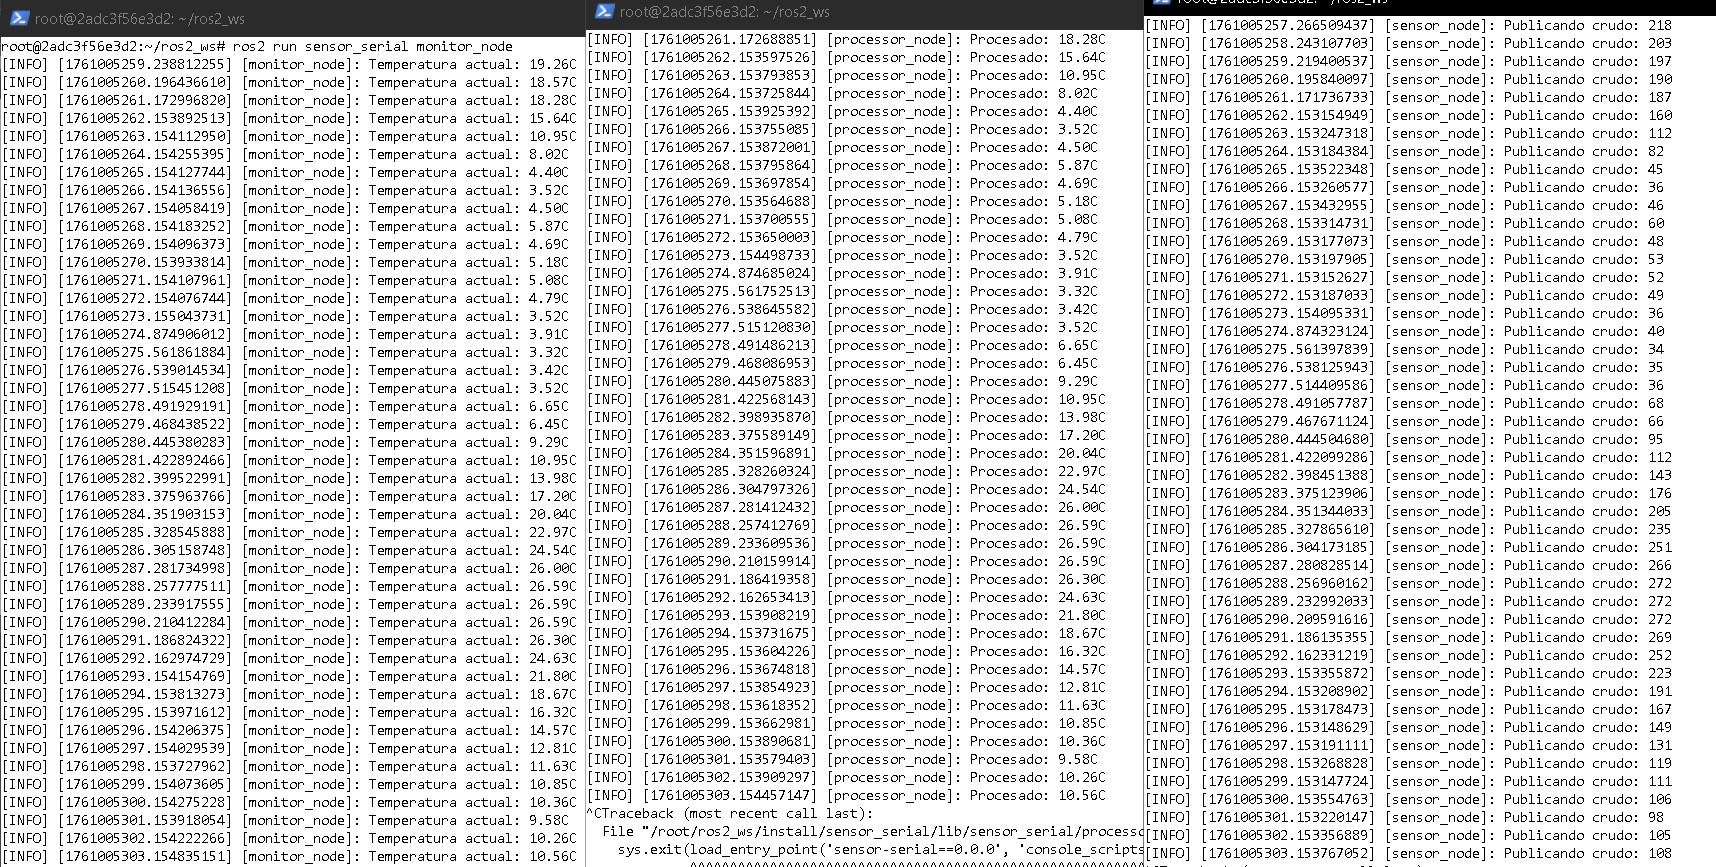 root@2adc3f56e3d2: ~/ros2_ws
root@2adc3f56e3d2:~/ros2_ws# ros2 run sensor_serial monitor_node
[INFO] [1761005259.238812255] [monitor_node]: Temperatura actual: 19.26C
[INFO] [1761005260.196436610] [monitor_node]: Temperatura actual: 18.57C
[INFO] [1761005261.172996820] [monitor_node]: Temperatura actual: 18.28C
[INFO] [1761005262.153892513] [monitor_node]: Temperatura actual: 15.64C
[INFO] [1761005263.154112950] [monitor_node]: Temperatura actual: 10.95C
[INFO] [1761005264.154255395] [monitor_node]: Temperatura actual: 8.02C
[INFO] [1761005265.154127744] [monitor_node]: Temperatura actual: 4.40C
[INFO] [1761005266.154136556] [monitor_node]: Temperatura actual: 3.52C
[INFO] [1761005267.154058419] [monitor_node]: Temperatura actual: 4.50C
[INFO] [1761005268.154183252] [monitor_node]: Temperatura actual: 5.87C
[INFO] [1761005269.154096373] [monitor_node]: Temperatura actual: 4.69C
[INFO] [1761005270.153933814] [monitor_node]: Temperatura actual: 5.18C
[INFO] [1761005271.154107961] [monitor_node]: Temperatura actual: 5.08C
[INFO] [1761005272.154076744] [monitor_node]: Temperatura actual: 4.79C
[INFO] [1761005273.155043731] [monitor_node]: Temperatura actual: 3.52C
[INFO] [1761005274.874906012] [monitor_node]: Temperatura actual: 3.91C
[INFO] [1761005275.561861884] [monitor_node]: Temperatura actual: 3.32C
[INFO] [1761005276.539014534] [monitor_node]: Temperatura actual: 3.42C
[INFO] [1761005277.515451208] [monitor_node]: Temperatura actual: 3.52C
[INFO] [1761005278.491929191] [monitor_node]: Temperatura actual: 6.65C
[INFO] [1761005279.468438522] [monitor_node]: Temperatura actual: 6.45C
[INFO] [1761005280.445380283] [monitor_node]: Temperatura actual: 9.29C
[INFO] [1761005281.422892466] [monitor_node]: Temperatura actual: 10.95C
[INFO] [1761005282.399522991] [monitor_node]: Temperatura actual: 13.98C
[INFO] [1761005283.375963766] [monitor_node]: Temperatura actual: 17.20C
[INFO] [1761005284.351903153] [monitor_node]: Temperatura actual: 20.04C
[INFO] [1761005285.328545888] [monitor_node]: Temperatura actual: 22.97C
[INFO] [1761005286.305158748] [monitor_node]: Temperatura actual: 24.54C
[INFO] [1761005287.281734998] [monitor_node]: Temperatura actual: 26.00C
[INFO] [1761005288.257777511] [monitor_node]: Temperatura actual: 26.59C
[INFO] [1761005289.233917555] [monitor_node]: Temperatura actual: 26.59C
[INFO] [1761005290.210412284] [monitor_node]: Temperatura actual: 26.59C
[INFO] [1761005291.186824322] [monitor_node]: Temperatura actual: 26.30C
[INFO] [1761005292.162974729] [monitor_node]: Temperatura actual: 24.63C
[INFO] [1761005293.154154769] [monitor_node]: Temperatura actual: 21.80C
[INFO] [1761005294.153813273] [monitor_node]: Temperatura actual: 18.67C
[INFO] [1761005295.153971612] [monitor_node]: Temperatura actual: 16.32C
[INFO] [1761005296.154206375] [monitor_node]: Temperatura actual: 14.57C
[INFO] [1761005297.154029539] [monitor_node]: Temperatura actual: 12.81C
[INFO] [1761005298.153727962] [monitor_node]: Temperatura actual: 11.63C
[INFO] [1761005299.154073605] [monitor_node]: Temperatura actual: 10.85C
[INFO] [1761005300.154275228] [monitor_node]: Temperatura actual: 10.36C
[INFO] [1761005301.153918054] [monitor_node]: Temperatura actual: 9.58C
[INFO] [1761005302.154222266] [monitor_node]: Temperatura actual: 10.26C
[INFO] [1761005303.154835151] [monitor_node]: Temperatura actual: 10.56C
root@2adc3f56e3d2: ~/ros2_ws
[INFO] [1761005261.172688851] [processor_node]: Procesado: 18.28C
[INFO] [1761005262.153597526] [processor_node]: Procesado: 15.64C
[INFO] [1761005263.153793853] [processor_node]: Procesado: 10.95C
[INFO] [1761005264.153725844] [processor_node]: Procesado: 8.02C
[INFO] [1761005265.153925392] [processor_node]: Procesado: 4.40C
[INFO] [1761005266.153755085] [processor_node]: Procesado: 3.52C
[INFO] [1761005267.153872001] [processor_node]: Procesado: 4.50C
[INFO] [1761005268.153795864] [processor_node]: Procesado: 5.87C
[INFO] [1761005269.153697854] [processor_node]: Procesado: 4.69C
[INFO] [1761005270.153564688] [processor_node]: Procesado: 5.18C
[INFO] [1761005271.153700555] [processor_node]: Procesado: 5.08C
[INFO] [1761005272.153650003] [processor_node]: Procesado: 4.79C
[INFO] [1761005273.154498733] [processor_node]: Procesado: 3.52C
[INFO] [1761005274.874685024] [processor_node]: Procesado: 3.91C
[INFO] [1761005275.561752513] [processor_node]: Procesado: 3.32C
[INFO] [1761005276.538645582] [processor_node]: Procesado: 3.42C
[INFO] [1761005277.515120830] [processor_node]: Procesado: 3.52C
[INFO] [1761005278.491486213] [processor_node]: Procesado: 6.65C
[INFO] [1761005279.468086953] [processor_node]: Procesado: 6.45C
[INFO] [1761005280.445075883] [processor_node]: Procesado: 9.29C
[INFO] [1761005281.422568143] [processor_node]: Procesado: 10.95C
[INFO] [1761005282.398935870] [processor_node]: Procesado: 13.98C
[INFO] [1761005283.375589149] [processor_node]: Procesado: 17.20C
[INFO] [1761005284.351596891] [processor_node]: Procesado: 20.04C
[INFO] [1761005285.328260324] [processor_node]: Procesado: 22.97C
[INFO] [1761005286.304797326] [processor_node]: Procesado: 24.54C
[INFO] [1761005287.281412432] [processor_node]: Procesado: 26.00C
[INFO] [1761005288.257412769] [processor_node]: Procesado: 26.59C
[INFO] [1761005289.233609536] [processor_node]: Procesado: 26.59C
[INFO] [1761005290.210159914] [processor_node]: Procesado: 26.59C
[INFO] [1761005291.186419358] [processor_node]: Procesado: 26.30C
[INFO] [1761005292.162653413] [processor_node]: Procesado: 24.63C
[INFO] [1761005293.153908219] [processor_node]: Procesado: 21.80C
[INFO] [1761005294.153731675] [processor_node]: Procesado: 18.67C
[INFO] [1761005295.153604226] [processor_node]: Procesado: 16.32C
[INFO] [1761005296.153674818] [processor_node]: Procesado: 14.57C
[INFO] [1761005297.153854923] [processor_node]: Procesado: 12.81C
[INFO] [1761005298.153618352] [processor_node]: Procesado: 11.63C
[INFO] [1761005299.153662981] [processor_node]: Procesado: 10.85C
[INFO] [1761005300.153890681] [processor_node]: Procesado: 10.36C
[INFO] [1761005301.153579403] [processor_node]: Procesado: 9.58C
[INFO] [1761005302.153909297] [processor_node]: Procesado: 10.26C
[INFO] [1761005303.154457147] [processor_node]: Procesado: 10.56C
^CTraceback (most recent call last):
File "/root/ros2_ws/install/sensor_serial/lib/sensor_serial/processo
sys.exit(load_entry_point('sensor-serial==0.0.0', 'console_scripts
root@2adc3f56e3d2: ~/ros2_ws
[INFO] [1761005257.266509437] [sensor_node]: Publicando crudo: 218
[INFO] [1761005258.243107703] [sensor_node]: Publicando crudo: 203
[INFO] [1761005259.219400537] [sensor_node]: Publicando crudo: 197
[INFO] [1761005260.195840097] [sensor_node]: Publicando crudo: 190
[INFO] [1761005261.171736733] [sensor_node]: Publicando crudo: 187
[INFO] [1761005262.153154949] [sensor_node]: Publicando crudo: 160
[INFO] [1761005263.153247318] [sensor_node]: Publicando crudo: 112
[INFO] [1761005264.153184384] [sensor_node]: Publicando crudo: 82
[INFO] [1761005265.153522348] [sensor_node]: Publicando crudo: 45
[INFO] [1761005266.153260577] [sensor_node]: Publicando crudo: 36
[INFO] [1761005267.153432955] [sensor_node]: Publicando crudo: 46
[INFO] [1761005268.153314731] [sensor_node]: Publicando crudo: 60
[INFO] [1761005269.153177073] [sensor_node]: Publicando crudo: 48
[INFO] [1761005270.153197905] [sensor_node]: Publicando crudo: 53
[INFO] [1761005271.153152627] [sensor_node]: Publicando crudo: 52
[INFO] [1761005272.153187033] [sensor_node]: Publicando crudo: 49
[INFO] [1761005273.154095331] [sensor_node]: Publicando crudo: 36
[INFO] [1761005274.874323124] [sensor_node]: Publicando crudo: 40
[INFO] [1761005275.561397839] [sensor_node]: Publicando crudo: 34
[INFO] [1761005276.538125943] [sensor_node]: Publicando crudo: 35
[INFO] [1761005277.514409586] [sensor_node]: Publicando crudo: 36
[INFO] [1761005278.491057787] [sensor_node]: Publicando crudo: 68
[INFO] [1761005279.467671124] [sensor_node]: Publicando crudo: 66
[INFO] [1761005280.444504680] [sensor_node]: Publicando crudo: 95
[INFO] [1761005281.422099286] [sensor_node]: Publicando crudo: 112
[INFO] [1761005282.398451388] [sensor_node]: Publicando crudo: 143
[INFO] [1761005283.375123906] [sensor_node]: Publicando crudo: 176
[INFO] [1761005284.351344033] [sensor_node]: Publicando crudo: 205
[INFO] [1761005285.327865610] [sensor_node]: Publicando crudo: 235
[INFO] [1761005286.304173185] [sensor_node]: Publicando crudo: 251
[INFO] [1761005287.280828514] [sensor_node]: Publicando crudo: 266
[INFO] [1761005288.256960162] [sensor_node]: Publicando crudo: 272
[INFO] [1761005289.232992033] [sensor_node]: Publicando crudo: 272
[INFO] [1761005290.209591616] [sensor_node]: Publicando crudo: 272
[INFO] [1761005291.186135355] [sensor_node]: Publicando crudo: 269
[INFO] [1761005292.162331219] [sensor_node]: Publicando crudo: 252
[INFO] [1761005293.153355872] [sensor_node]: Publicando crudo: 223
[INFO] [1761005294.153208902] [sensor_node]: Publicando crudo: 191
[INFO] [1761005295.153178473] [sensor_node]: Publicando crudo: 167
[INFO] [1761005296.153148629] [sensor_node]: Publicando crudo: 149
[INFO] [1761005297.153191111] [sensor_node]: Publicando crudo: 131
[INFO] [1761005298.153268828] [sensor_node]: Publicando crudo: 119
[INFO] [1761005299.153147724] [sensor_node]: Publicando crudo: 111
[INFO] [1761005300.153554763] [sensor_node]: Publicando crudo: 106
[INFO] [1761005301.153220147] [sensor_node]: Publicando crudo: 98
[INFO] [1761005302.153356889] [sensor_node]: Publicando crudo: 105
[INFO] [1761005303.153767052] [sensor_node]: Publicando crudo: 108